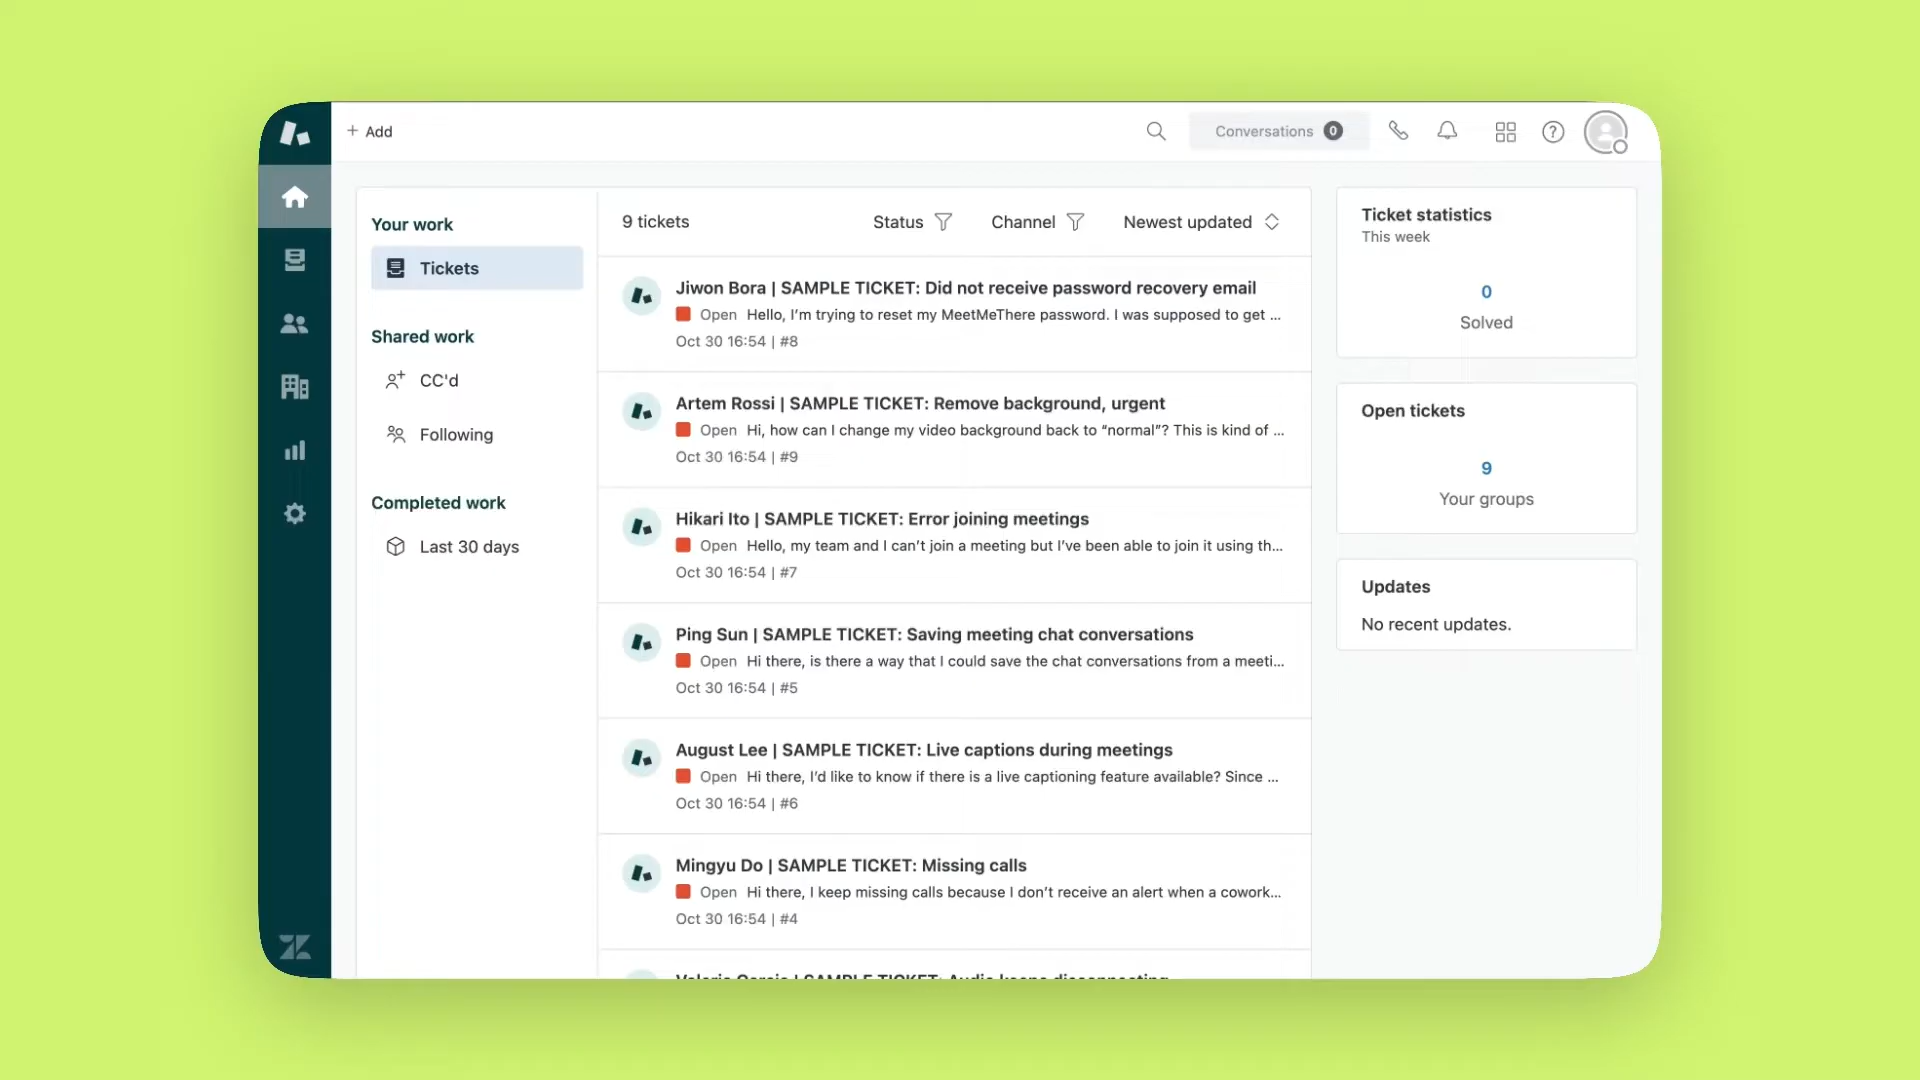 + Add
Conversations 0
Your work
Tickets
Shared work
CC'd
Following
Completed work
Last 30 days
9 tickets
Status
Channel
Newest updated
Jiwon Bora | SAMPLE TICKET: Did not receive password recovery email
Open Hello, I’m trying to reset my MeetMeThere password. I was supposed to get ...
Oct 30 16:54 | #8
Artem Rossi | SAMPLE TICKET: Remove background, urgent
Open Hi, how can I change my video background back to “normal”? This is kind of ...
Oct 30 16:54 | #9
Hikari Ito | SAMPLE TICKET: Error joining meetings
Open Hello, my team and I can’t join a meeting but I’ve been able to join it using th...
Oct 30 16:54 | #7
Ping Sun | SAMPLE TICKET: Saving meeting chat conversations
Open Hi there, is there a way that I could save the chat conversations from a meeti...
Oct 30 16:54 | #5
August Lee | SAMPLE TICKET: Live captions during meetings
Open Hi there, I’d like to know if there is a live captioning feature available? Since ...
Oct 30 16:54 | #6
Mingyu Do | SAMPLE TICKET: Missing calls
Open Hi there, I keep missing calls because I don’t receive an alert when a cowork...
Oct 30 16:54 | #4
SAMPLE TICKET: Audio keeps disconnecting
Ticket statistics
This week
0
Solved
Open tickets
9
Your groups
Updates
No recent updates.